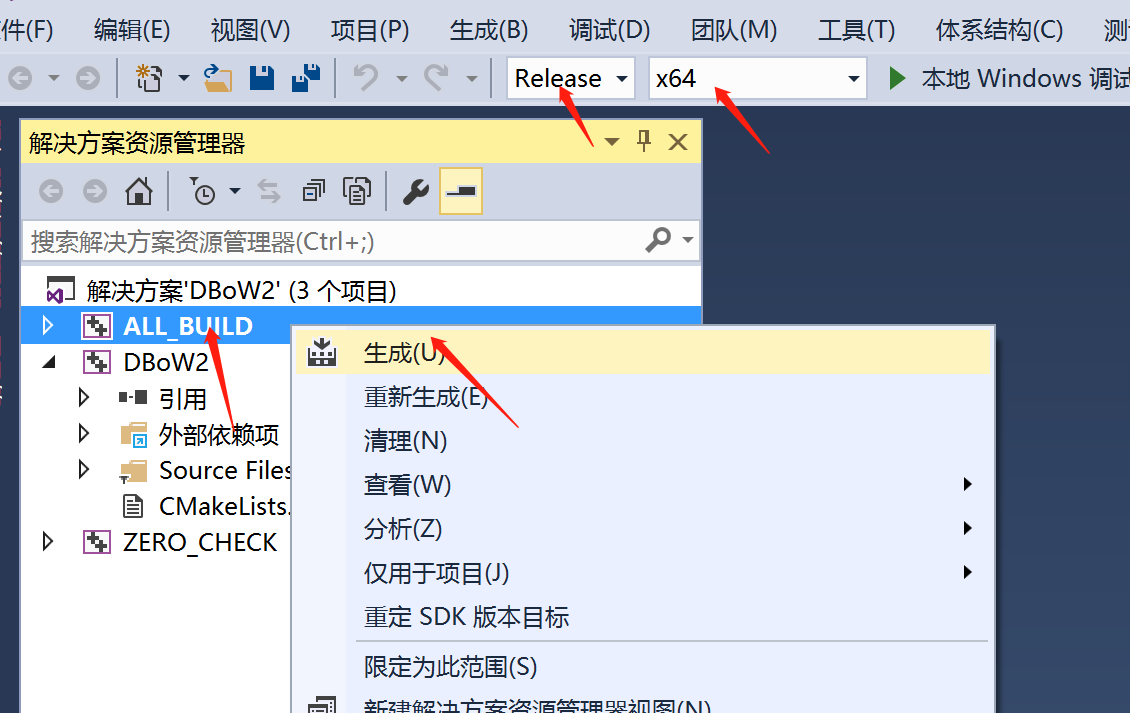 件(F) 编辑(E) 视图(V) 项目(P) 生成(B) 调试(D) 团队(M) 工具(T) 体系结构(C) 测
Release x64 本地 Windows 调试
解决方案资源管理器
搜索解决方案资源管理器(Ctrl+;)
解决方案'DBoW2' (3 个项目)
ALL_BUILD
DBoW2
引用
外部依赖项
Source Files
CMakeLists.
ZERO_CHECK
生成(U)
重新生成(E)
清理(N)
查看(W)
分析(Z)
仅用于项目(J)
重定 SDK 版本目标
限定为此范围(S)
新建解决方案资源管理器视图(N)